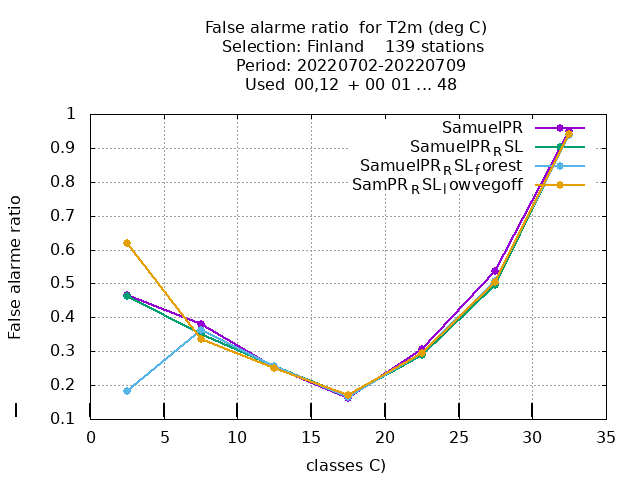 False alarme ratio for T2m (deg C)
Selection: Finland 139 stations
Period: 20220702-20220709
Used 00,12 + 00 01 ... 48
SamuelPR
SamuelPR_RSL
SamuelPR_RSL_forest
SamPR_RSL_lowvegoff
False alarme ratio
1
0.9
0.8
0.7
0.6
0.5
0.4
0.3
0.2
0.1
0 5 10 15 20 25 30 35
classes C)